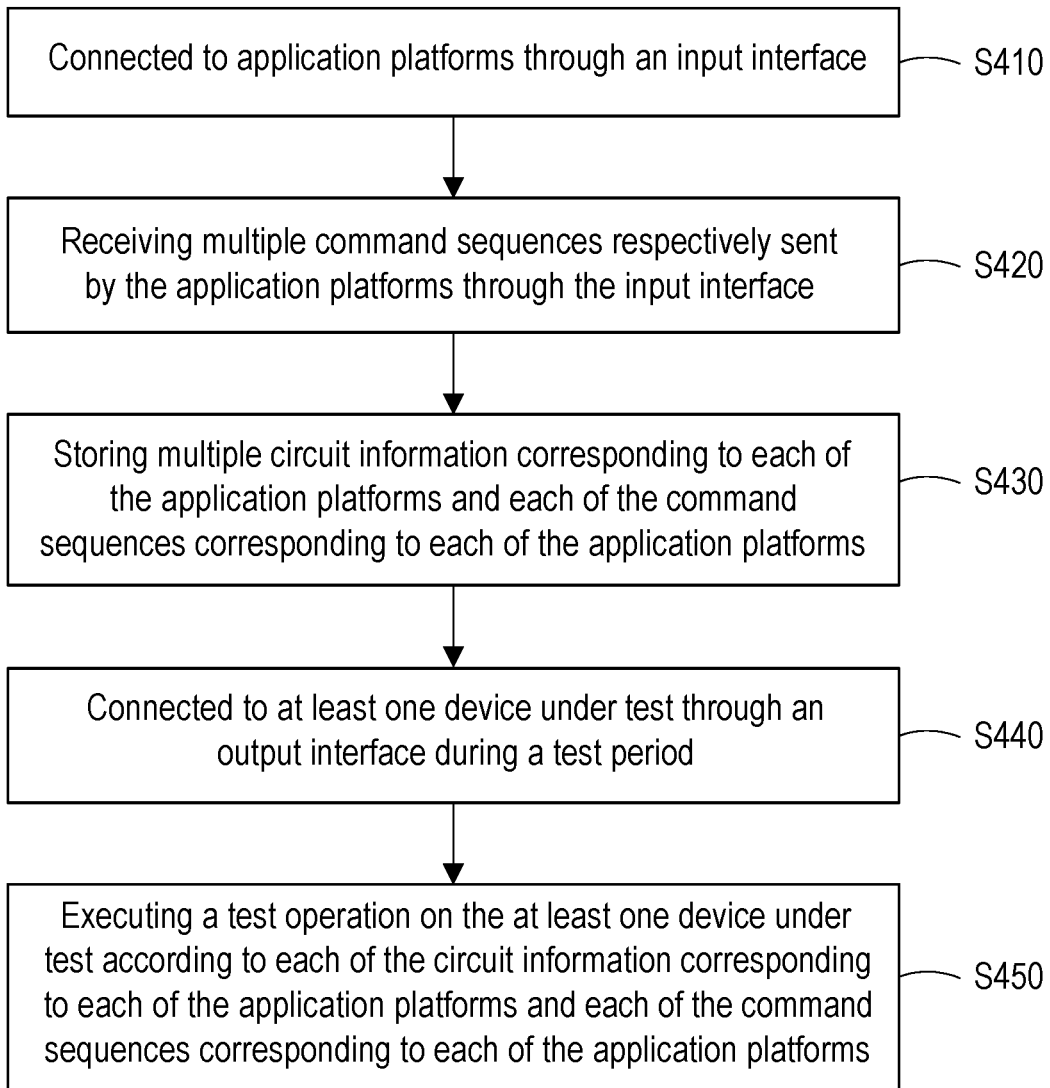 Connected to application platforms through an input interface
S410
Receiving multiple command sequences respectively sent
by the application platforms through the input interface
S420
Storing multiple circuit information corresponding to each of
the application platforms and each of the command
sequences corresponding to each of the application platforms
S430
Connected to at least one device under test through an
output interface during a test period
S440
Executing a test operation on the at least one device under
test according to each of the circuit information corresponding
to each of the application platforms and each of the command
sequences corresponding to each of the application platforms
S450